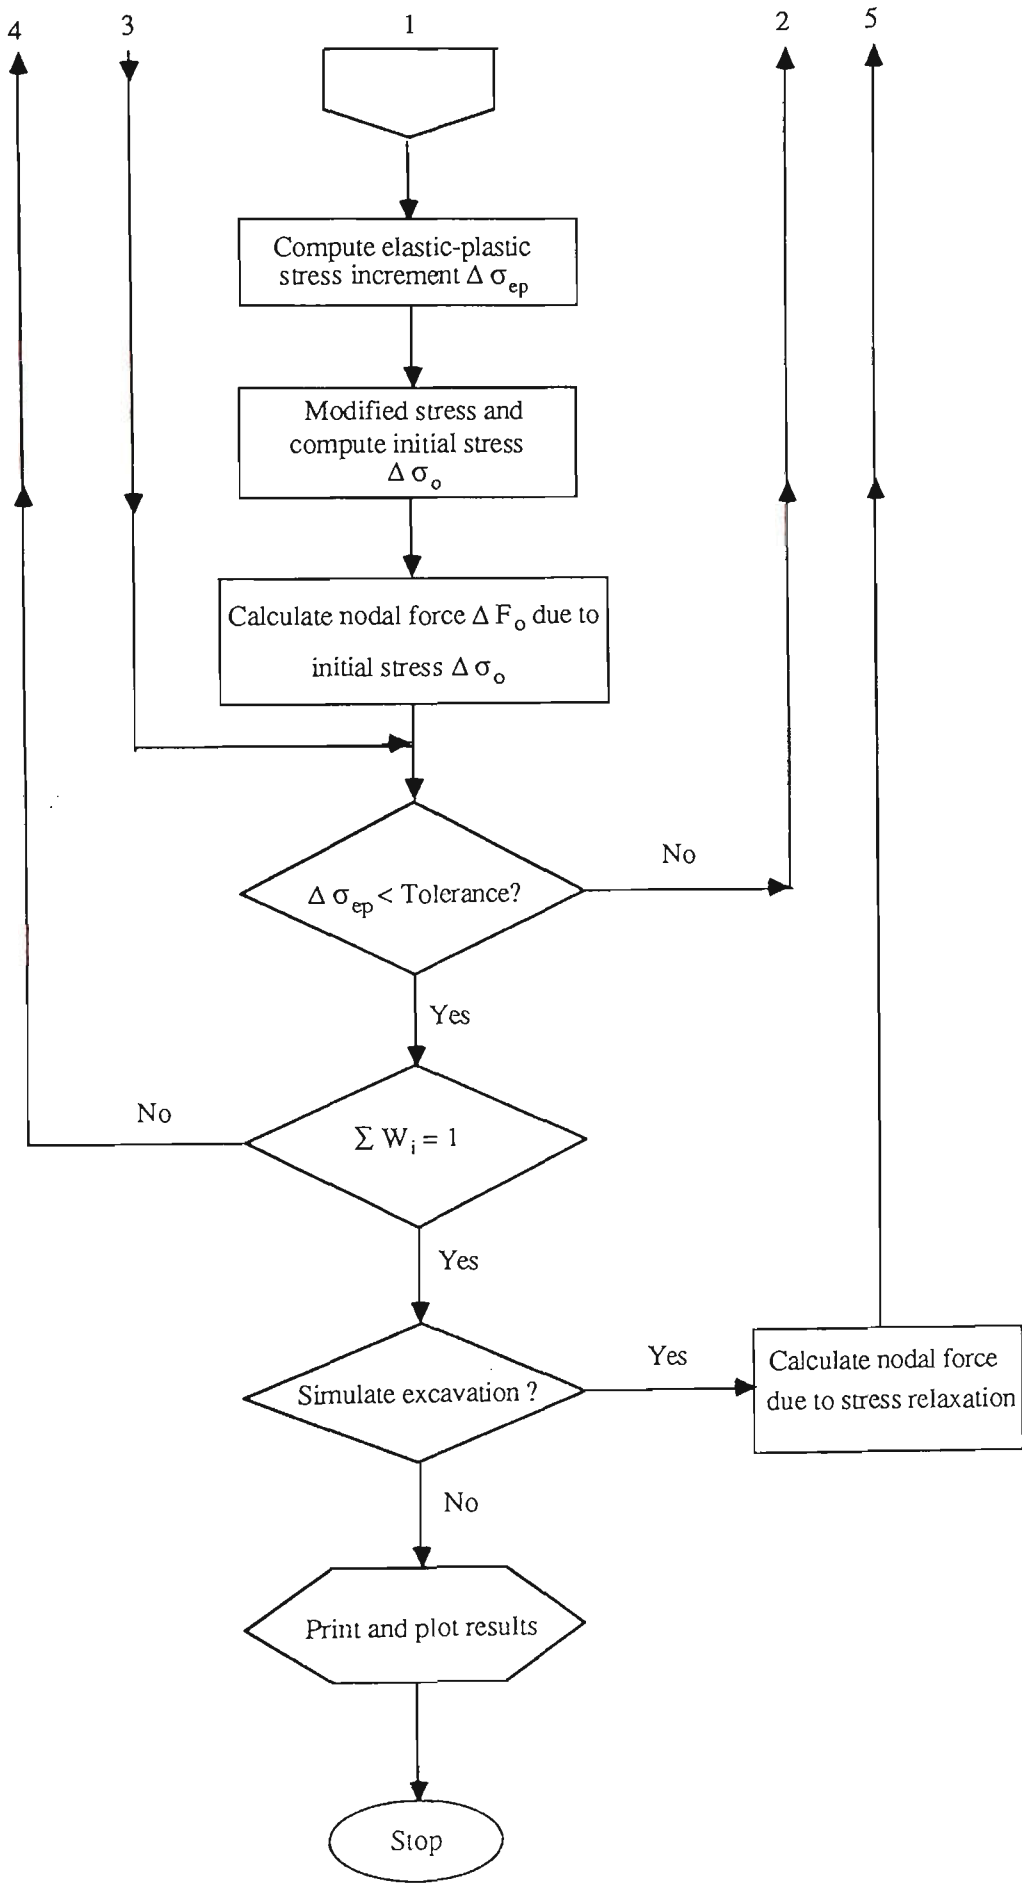 4
3
1
2
5
Compute elastic-plastic
stress increment Δ σep
Modified stress and
compute initial stress
Δ σo
Calculate nodal force Δ Fo due to
initial stress Δ σo
Δ σep < Tolerance?
No
Yes
Σ Wi = 1
No
Yes
Simulate excavation ?
Yes
Calculate nodal force
due to stress relaxation
No
Print and plot results
Stop